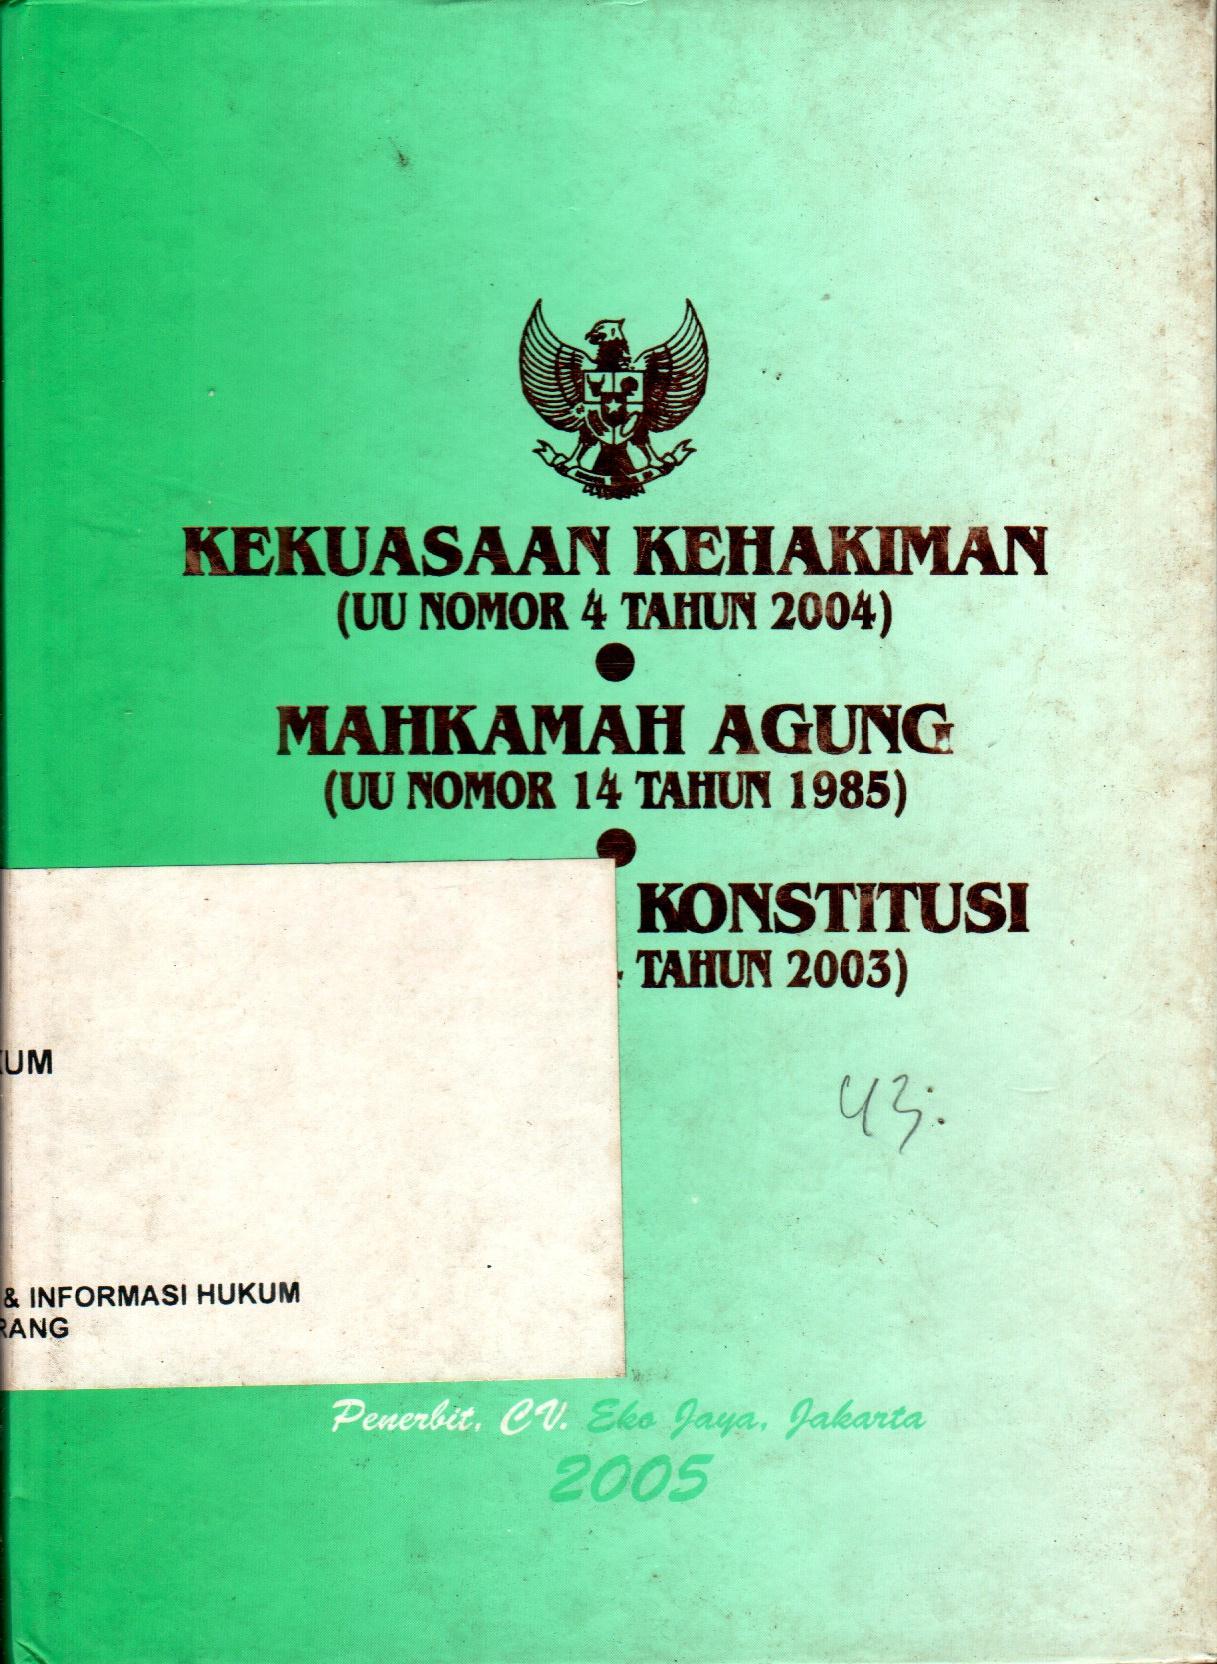 KEKUASAAN KEHAKIMAN
(UU NOMOR 4 TAHUN 2004)
MAHKAMAH AGUNG
(UU NOMOR 14 TAHUN 1985)
KONSTITUSI
TAHUN 2003)
KUM
43.
& INFORMASI HUKUM
RANG
Penerbit, CV. Eko Jaya, Jakarta
2005